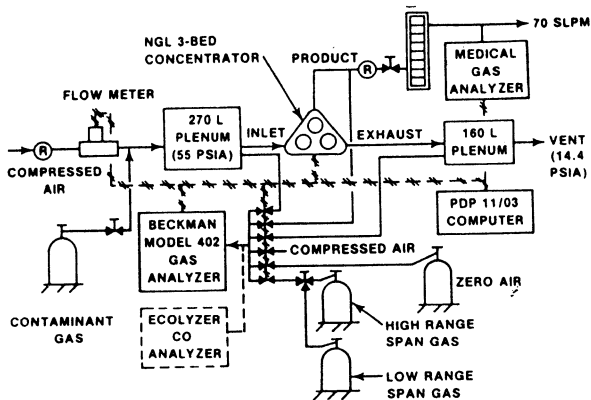 70 SLPM
NGL 3-BED
CONCENTRATOR
PRODUCT
R
MEDICAL
GAS
ANALYZER
FLOW METER
270 L
PLENUM
(55 PSIA)
INLET
EXHAUST
160 L
PLENUM
VENT
(14.4
PSIA)
R
COMPRESSED
AIR
PDP 11/03
COMPUTER
BECKMAN
MODEL 402
GAS
ANALYZER
COMPRESSED AIR
ZERO AIR
CONTAMINANT
GAS
ECOLYZER
CO
ANALYZER
HIGH RANGE
SPAN GAS
LOW RANGE
SPAN GAS